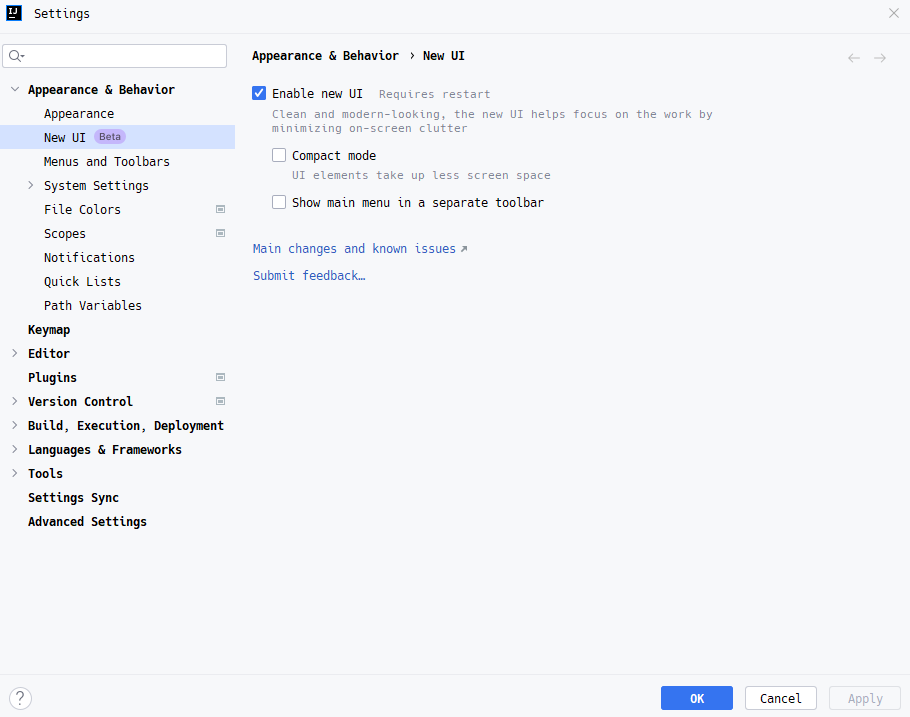 IJ Settings
Appearance & Behavior
Appearance
New UI Beta
Menus and Toolbars
System Settings
File Colors
Scopes
Notifications
Quick Lists
Path Variables
Keymap
Editor
Plugins
Version Control
Build, Execution, Deployment
Languages & Frameworks
Tools
Settings Sync
Advanced Settings
Appearance & Behavior › New UI
Enable new UI Requires restart
Clean and modern-looking, the new UI helps focus on the work by
minimizing on-screen clutter
Compact mode
UI elements take up less screen space
Show main menu in a separate toolbar
Main changes and known issues ↗
Submit feedback…
?
OK Cancel Apply